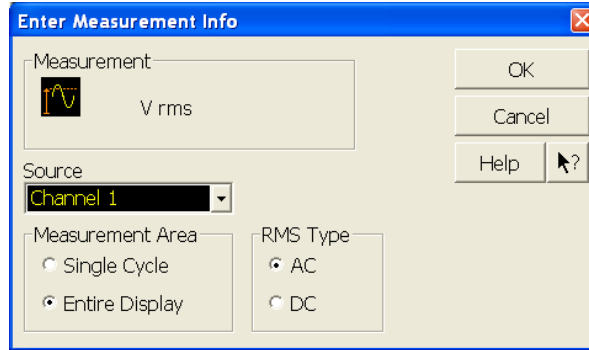 Enter Measurement Info
Measurement
V rms
OK
Cancel
Help ?
Source
Channel 1
Measurement Area
Single Cycle
Entire Display
RMS Type
AC
DC